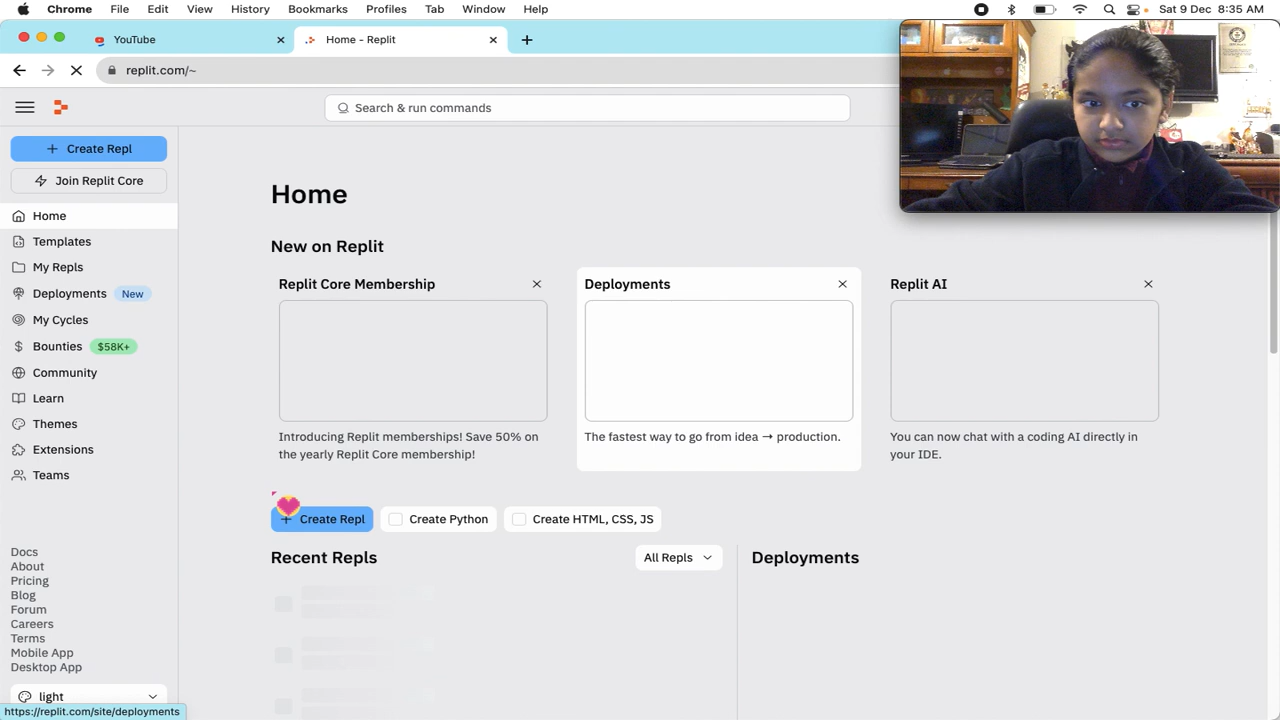 Chrome File Edit View History Bookmarks Profiles Tab Window Help Sat 9 Dec 8:35 AM
YouTube Home - Replit
replit.com/~
Search & run commands
Create Repl
Join Replit Core
Home
Templates
My Repls
Deployments New
My Cycles
Bounties $58K+
Community
Learn
Themes
Extensions
Teams
Docs
About
Pricing
Blog
Forum
Careers
Terms
Mobile App
Desktop App
light
https://replit.com/site/deployments
Home
New on Replit
Replit Core Membership
Introducing Replit memberships! Save 50% on
the yearly Replit Core membership!
Deployments
The fastest way to go from idea → production.
Replit AI
You can now chat with a coding AI directly in
your IDE.
Create Repl Create Python Create HTML, CSS, JS
Recent Repls All Repls
Deployments